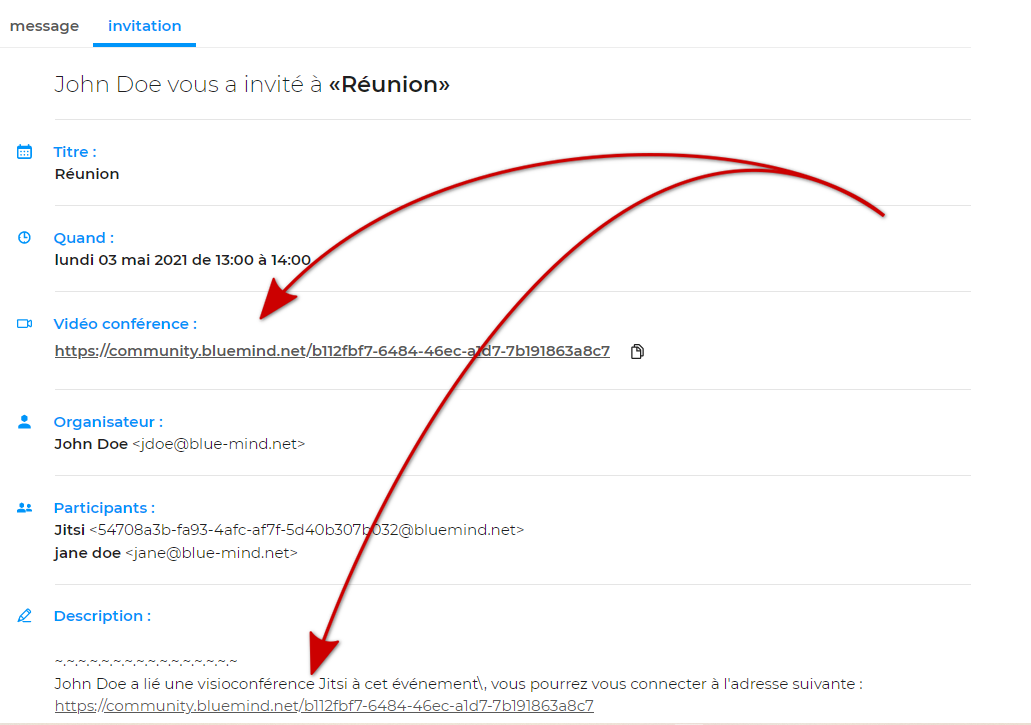 message invitation
John Doe vous a invité à «Réunion»
Titre :
Réunion
Quand :
lundi 03 mai 2021 de 13:00 à 14:00
Vidéo conférence :
https://community.bluemind.net/b112fbf7-6484-46ec-a1d7-7b191863a8c7
Organisateur :
John Doe <jdoe@blue-mind.net>
Participants :
Jitsi <54708a3b-fa93-4afc-af7f-5d40b307b032@bluemind.net>
jane doe <jane@blue-mind.net>
Description :
~.~.~.~.~.~.~.~.~.~.~.~.~.~.~.~.~
John Doe a lié une visioconférence Jitsi à cet événement\, vous pourrez vous connecter à l'adresse suivante :
https://community.bluemind.net/b112fbf7-6484-46ec-a1d7-7b191863a8c7